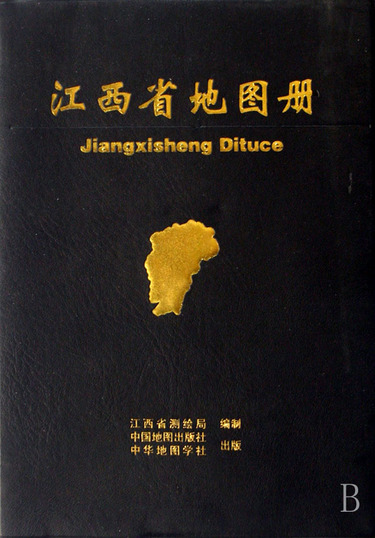 江西省地图册
Jiangxisheng Dituce
江西省测绘局 编制
中国地图出版社
中华地图学社 出版
B